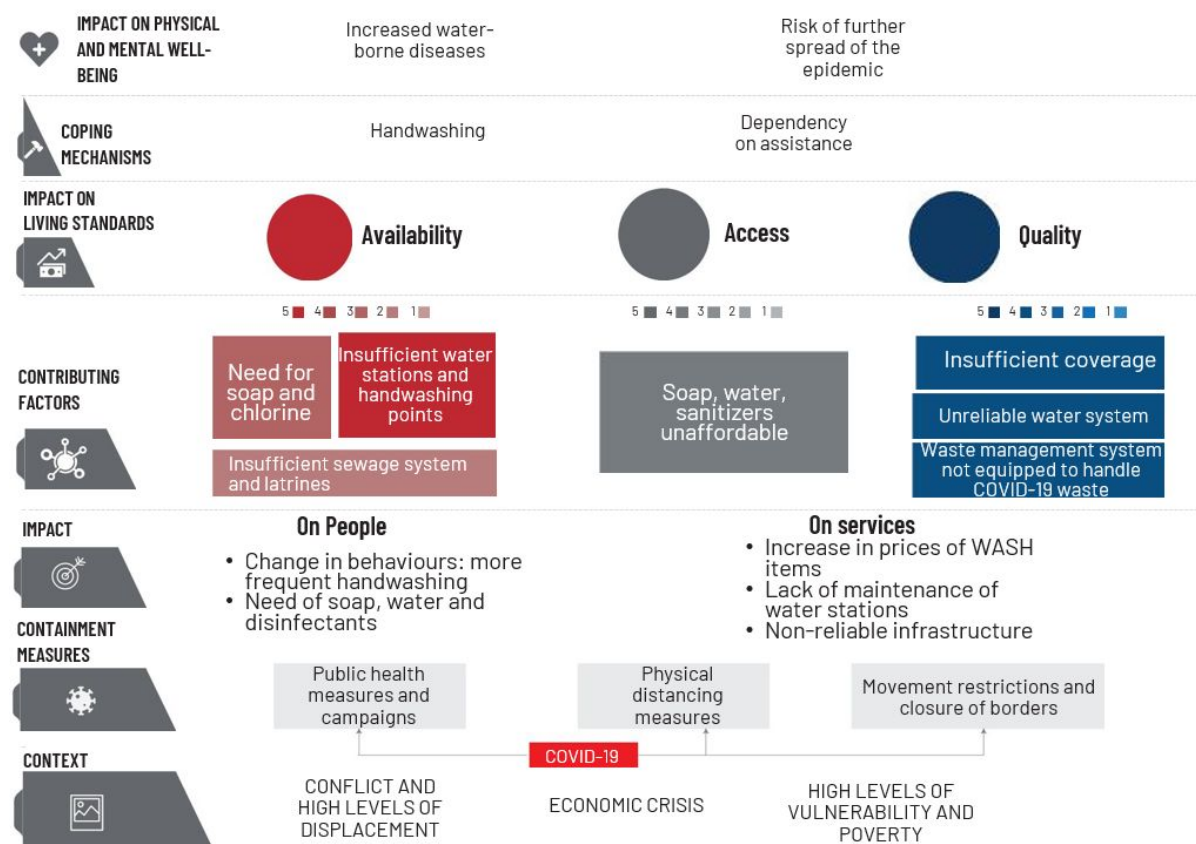 IMPACT ON PHYSICAL
AND MENTAL WELL-
BEING
Increased water-
borne diseases
Risk of further
spread of the
epidemic
COPING
MECHANISMS
Handwashing
Dependency
on assistance
IMPACT ON
LIVING STANDARDS
Availability
Access
Quality
5 4 3 2 1
5 4 3 2 1
5 4 3 2 1
CONTRIBUTING
FACTORS
Need for
soap and
chlorine
Insufficient water
stations and
handwashing
points
Insufficient sewage system
and latrines
Soap, water,
sanitizers
unaffordable
Insufficient coverage
Unreliable water system
Waste management system
not equipped to handle
COVID-19 waste
IMPACT
On People
• Change in behaviours: more
frequent handwashing
• Need of soap, water and
disinfectants
On services
• Increase in prices of WASH
items
• Lack of maintenance of
water stations
• Non-reliable infrastructure
CONTAINMENT
MEASURES
Public health
measures and
campaigns
Physical
distancing
measures
Movement restrictions and
closure of borders
COVID-19
CONTEXT
CONFLICT AND
HIGH LEVELS OF
DISPLACEMENT
ECONOMIC CRISIS
HIGH LEVELS OF
VULNERABILITY AND
POVERTY